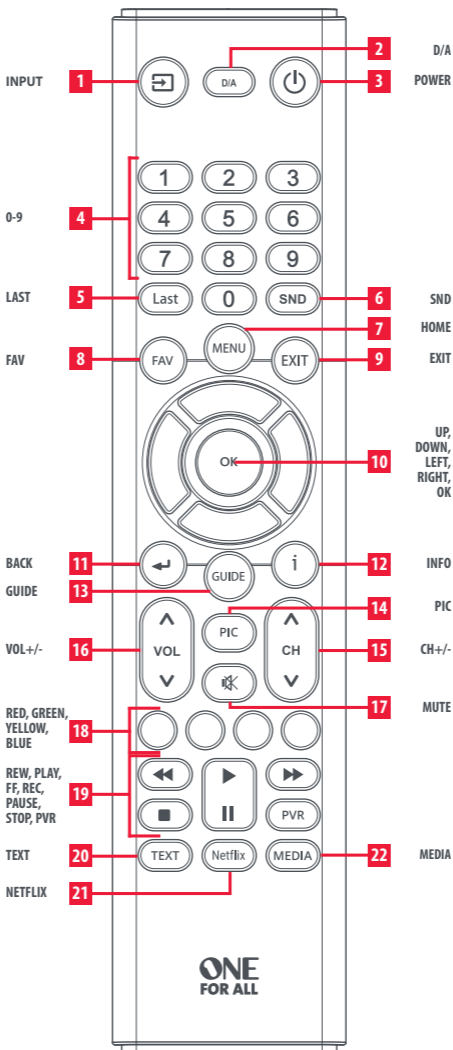 2 D/A
INPUT 1 D/A 3 POWER
1 2 3
0-9 4 4 5 6
7 8 9
LAST 5 Last 0 SND 6 SND
7 HOME
FAV 8 FAV MENU EXIT 9 EXIT
OK 10 UP,
DOWN,
LEFT,
RIGHT,
OK
BACK 11 i 12 INFO
GUIDE 13 GUIDE
14 PIC
VOL+/- 16 VOL PIC CH 15 CH+/-
17 MUTE
RED, GREEN,
YELLOW,
BLUE
18
REW, PLAY,
FF, REC,
PAUSE,
STOP, PVR
19
PVR
TEXT 20 TEXT Netflix MEDIA 22 MEDIA
NETFLIX 21
ONE
FOR ALL